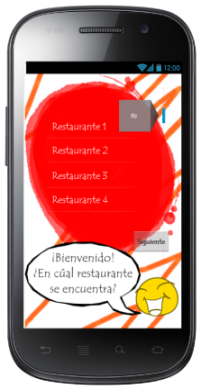 12:00
Restaurante 1
Restaurante 2
Restaurante 3
Restaurante 4
Siguiente
¡Bienvenido!
¿En cúal restaurante
se encuentra?